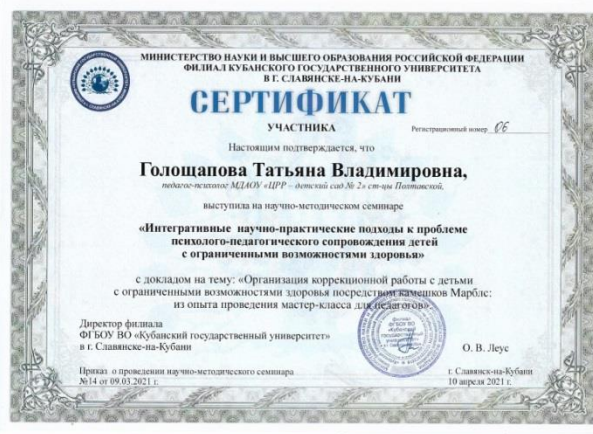 МИНИСТЕРСТВО НАУКИ И ВЫСШЕГО ОБРАЗОВАНИЯ РОССИЙСКОЙ ФЕДЕРАЦИИ
ФИЛИАЛ КУБАНСКОГО ГОСУДАРСТВЕННОГО УНИВЕРСИТЕТА
В Г. СЛАВЯНСКЕ-НА-КУБАНИ
СЕРТИФИКАТ
УЧАСТНИКА
Регистрационный номер 06
Настоящим подтверждается, что
Голощапова Татьяна Владимировна,
педагог-психолог МДАОУ «ЦРР – детский сад № 2» ст-цы Полтавской,
выступила на научно-методическом семинаре
«Интегративные научно-практические подходы к проблеме
психолого-педагогического сопровождения детей
с ограниченными возможностями здоровья»
с докладом на тему: «Организация коррекционной работы с детьми
с ограниченными возможностями здоровья посредством камешков Марблс:
из опыта проведения мастер-класса для педагогов».
Директор филиала
ФГБОУ ВО «Кубанский государственный университет»
в г. Славянске-на-Кубани
О. В. Леус
Приказ о проведении научно-методического семинара
№14 от 09.03.2021 г.
г. Славянск-на-Кубани
10 апреля 2021 г.